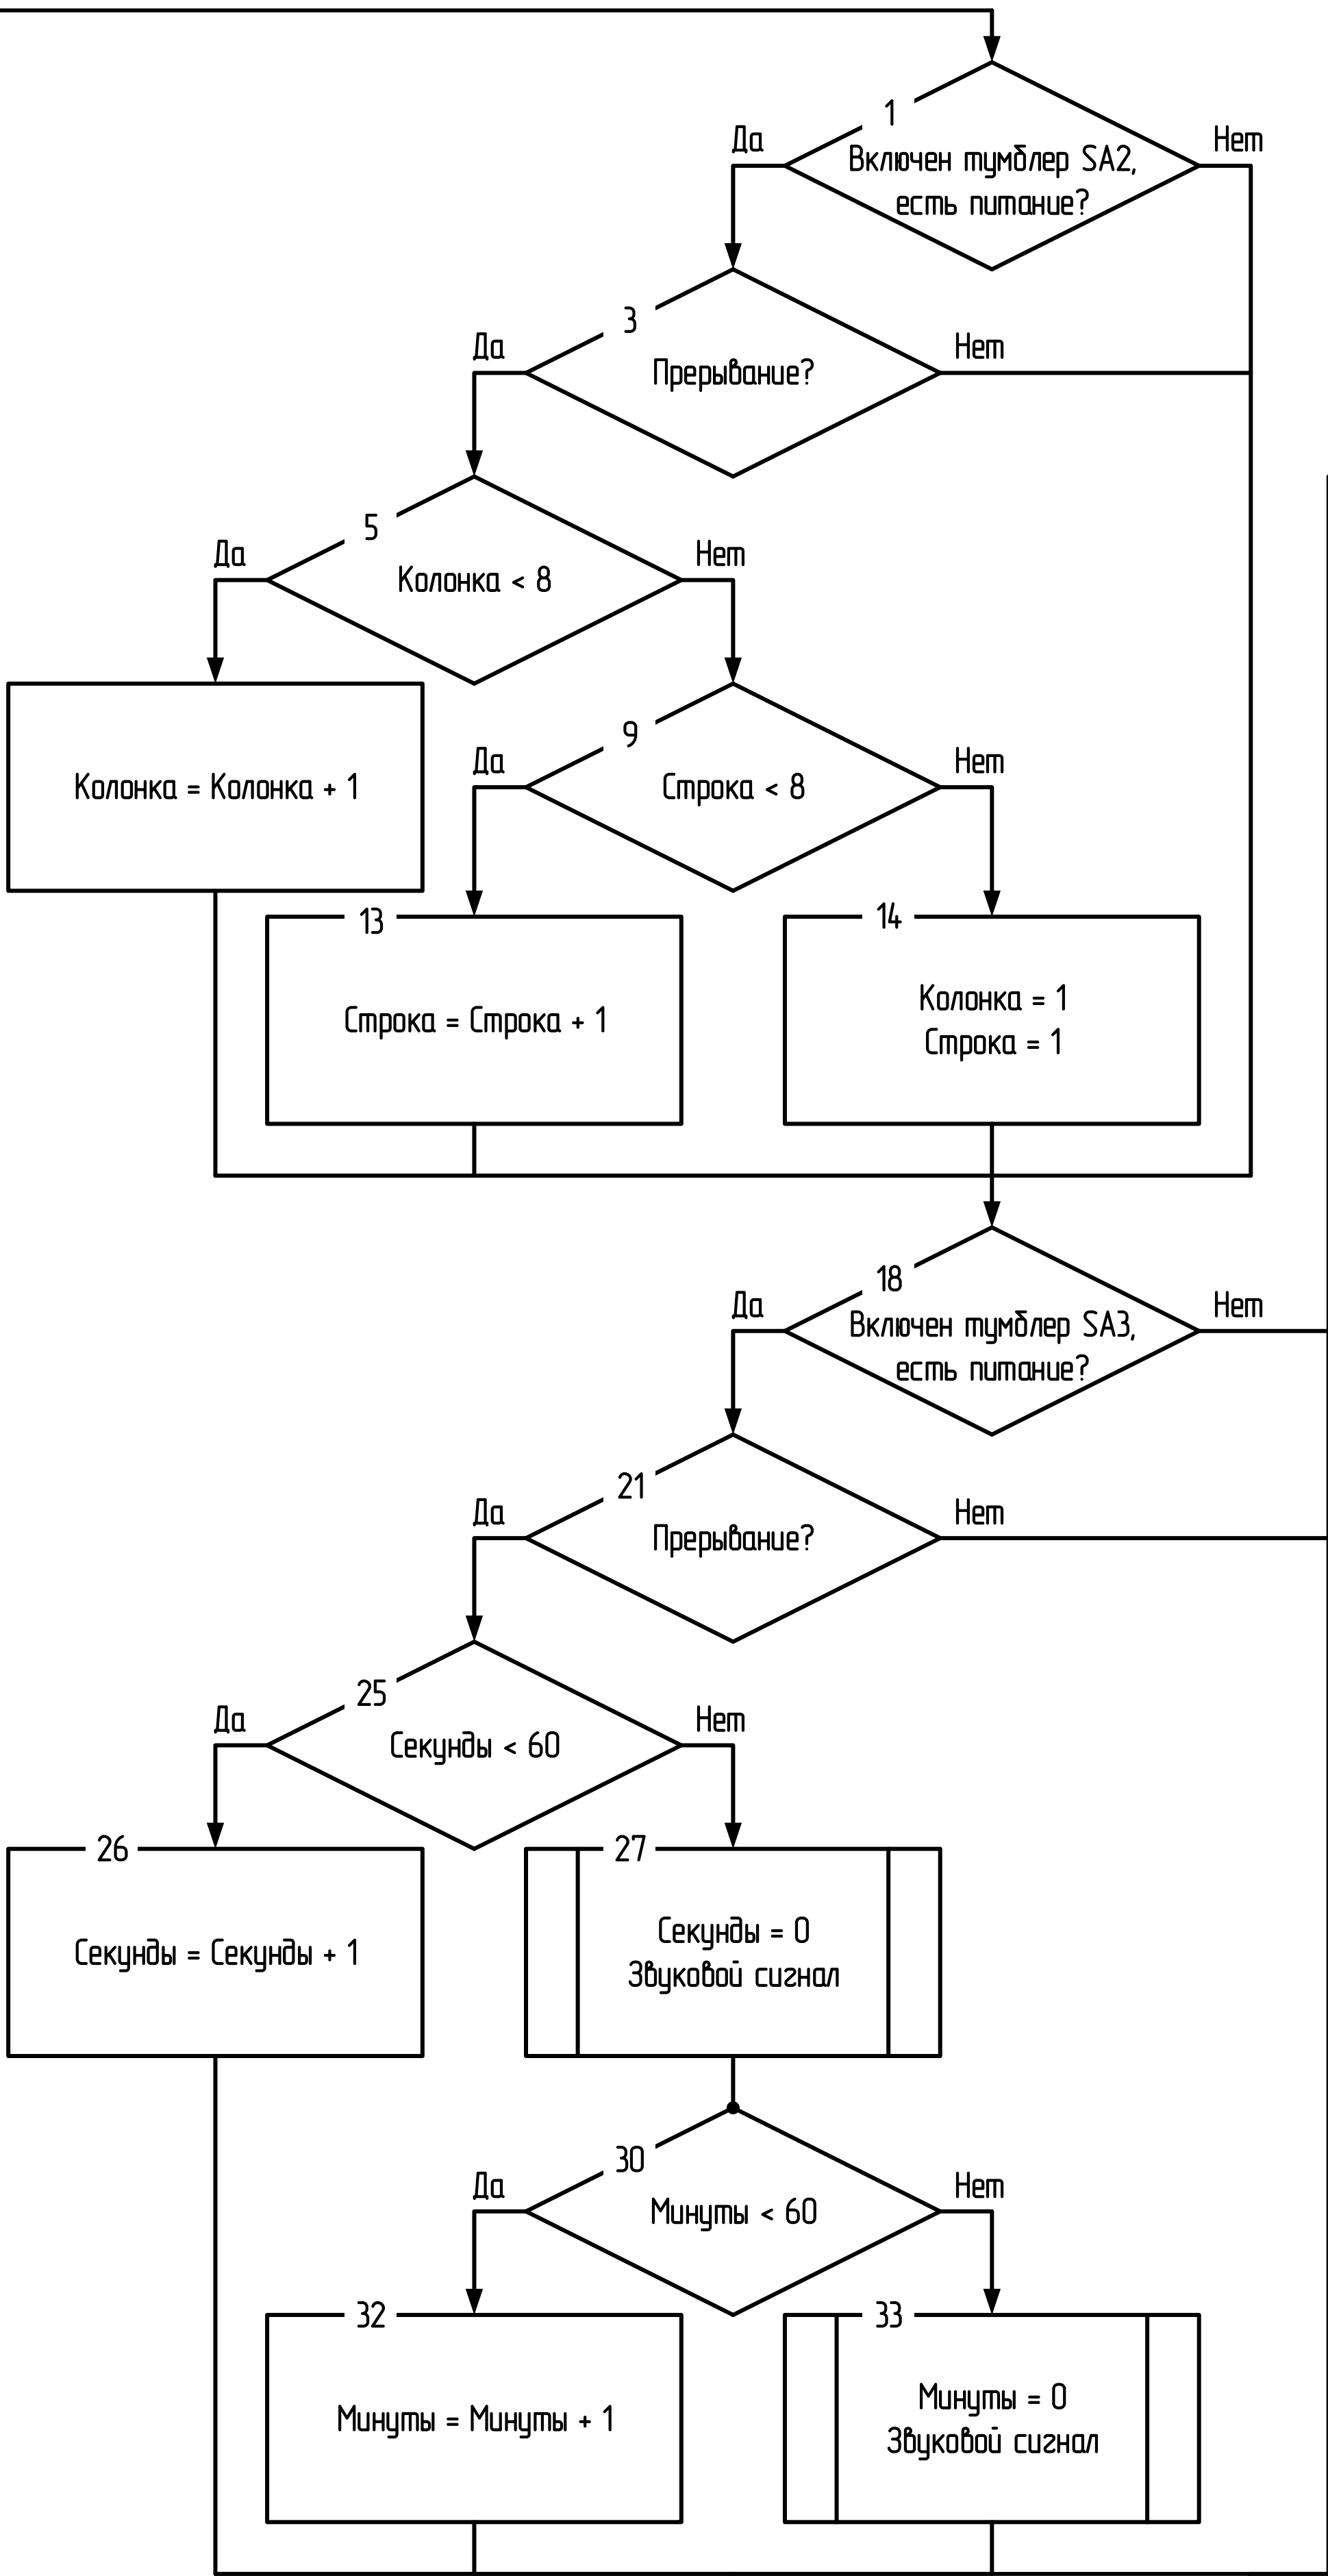 1
Да
Нет
Включен тумблер SA2,
есть питание?
3
Да
Нет
Прерывание?
5
Да
Нет
Колонка < 8
9
Да
Нет
Колонка = Колонка + 1
Строка < 8
13
14
Строка = Строка + 1
Колонка = 1
Строка = 1
18
Да
Нет
Включен тумблер SA3,
есть питание?
21
Да
Нет
Прерывание?
25
Да
Нет
Секунды < 60
26
27
Секунды = Секунды + 1
Секунды = 0
Звуковой сигнал
30
Да
Нет
Минуты < 60
32
33
Минуты = Минуты + 1
Минуты = 0
Звуковой сигнал